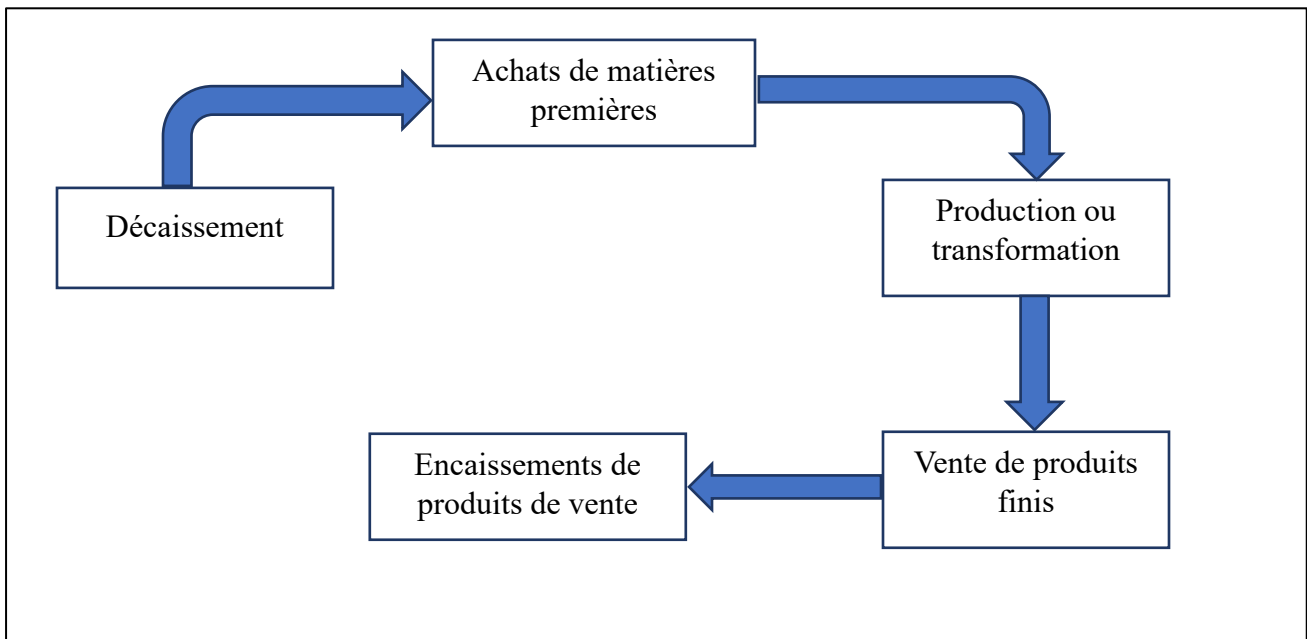 Achats de matières
premières
Décaissement
Production ou
transformation
Vente de produits
finis
Encaissements de
produits de vente